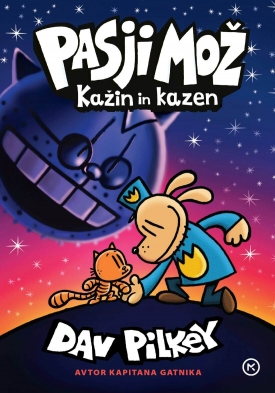 PASJI MOŽ
Kažin in kazen
DAV PILKEY
AVTOR KAPITANA GATNIKA